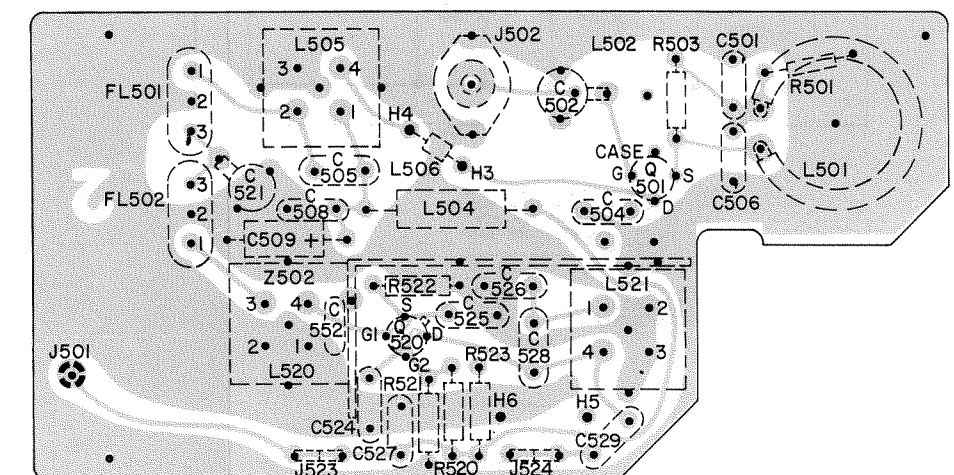 L505
J502
L502
R503
C501
FL501
1
2
3
3 4
2 1
H4
C
502
R501
C
521
C
505
L506
H3
CASE
G Q S
501
D
L501
C506
FL502
3
2
1
C
508
L504
C
504
2
C509 +
Z502
3 4
C
552
2 1
L520
R522
C
526
C
525
S
G1 Q D
520
G2
R523
C
528
L521
1 2
4 3
J501
R521
C524
C527
R520
H6
H5
C529
J523
J524